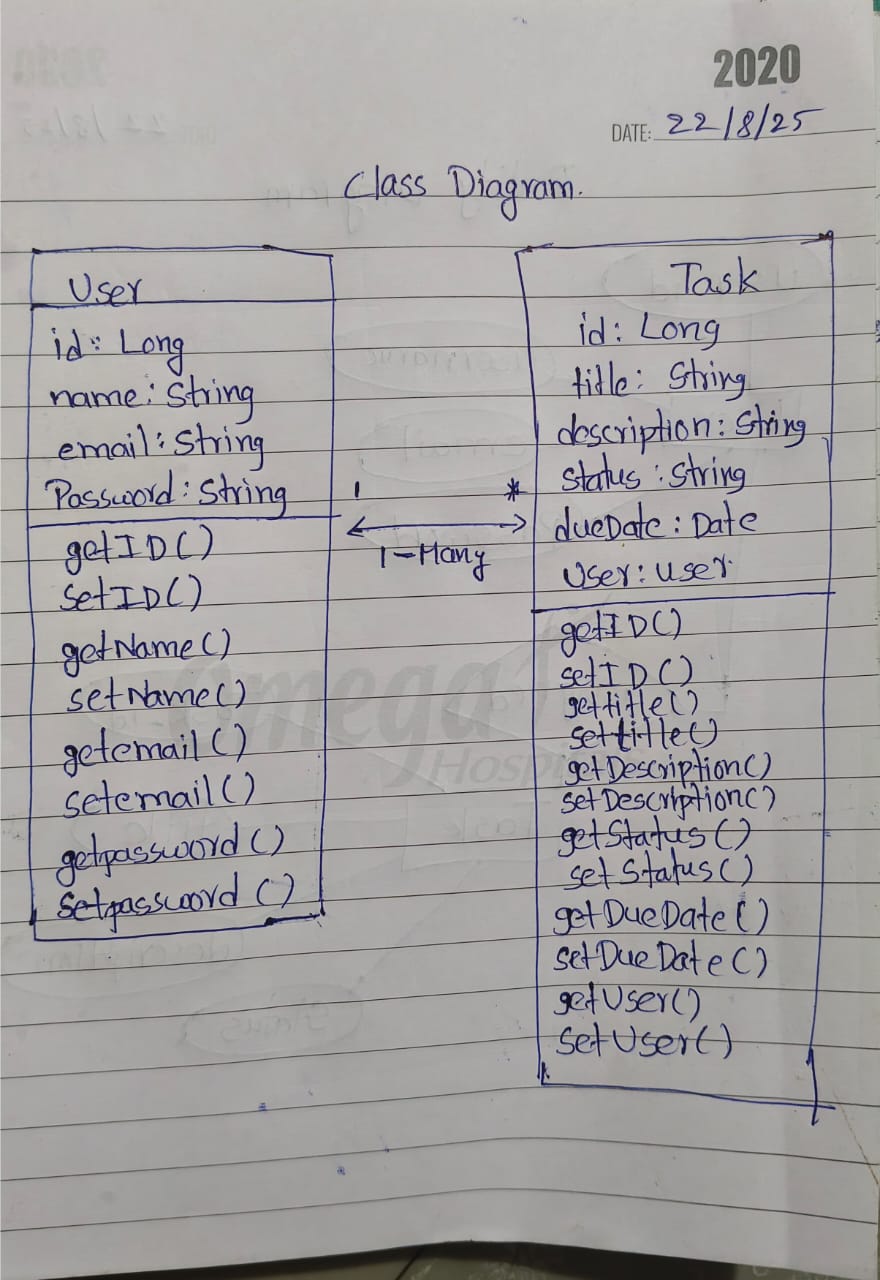 2020
DATE: 22/8/25
Class Diagram.
User
id: Long
name: String
email: String
Password: String
getID()
setID()
getName()
setName()
getemail()
setemail()
getpassword()
setpassword()
1 *
1-Many
Task
id: Long
title: String
description: String
status: String
dueDate: Date
User: user
getID()
setID()
gettitle()
settitle()
getDescription()
setDescription()
getStatus()
setStatus()
getDueDate()
setDueDate()
getUser()
setUser()
Omega
Hospi